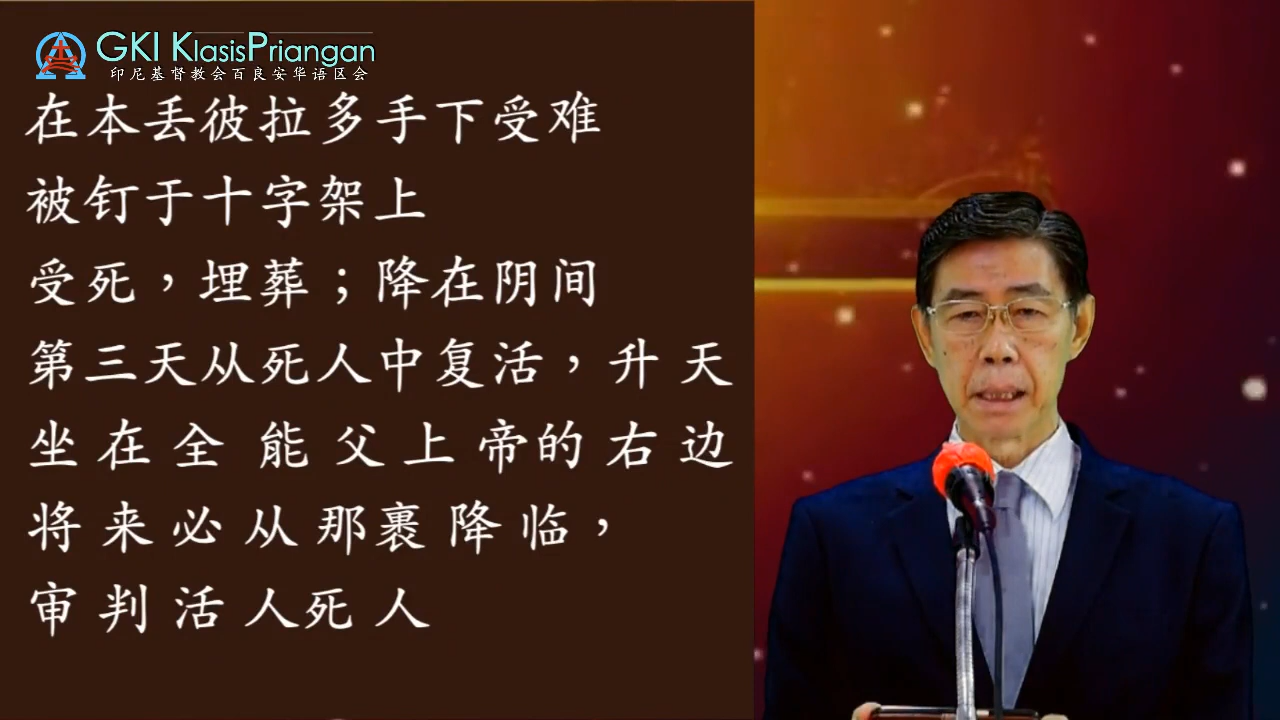 GKI KlasisPriangan
印尼基督教会百良安华语区会
在本丢彼拉多手下受难
被钉于十字架上
受死，埋葬；降在阴间
第三天从死人中复活，升 天
坐 在 全 能 父 上 帝的 右 边
将 来 必 从 那裹 降 临，
审 判 活 人死 人